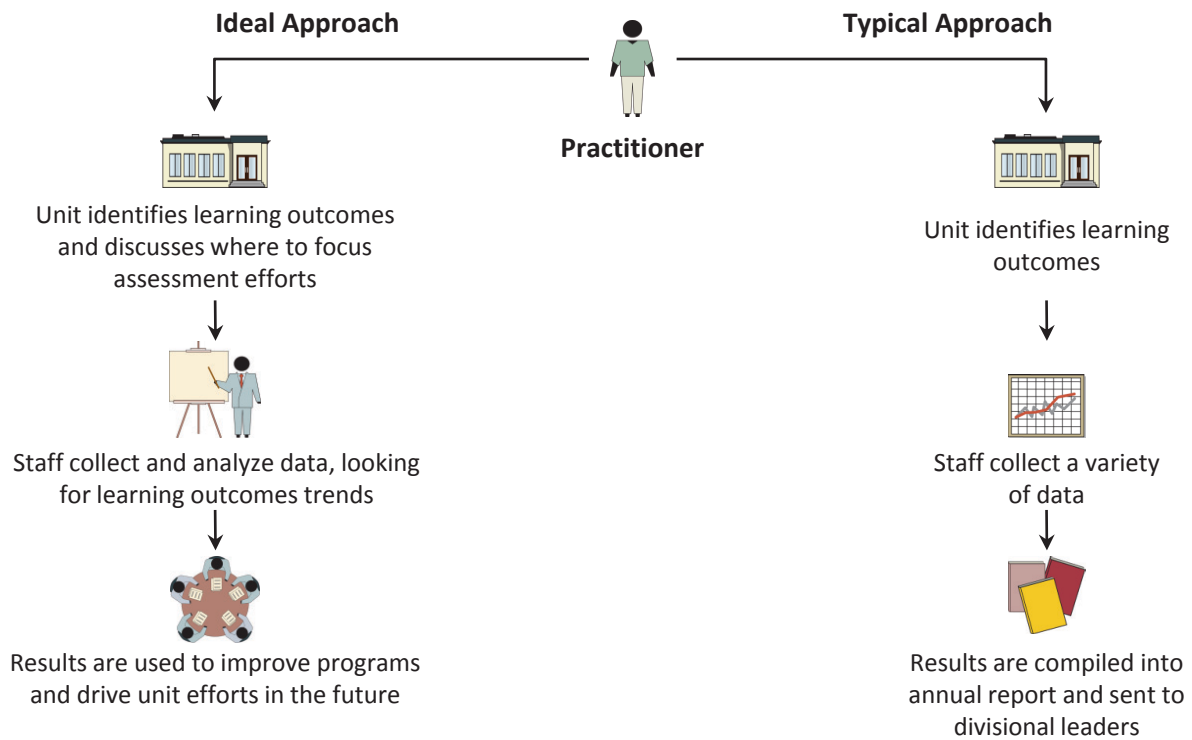 Ideal Approach
Typical Approach
Practitioner
Unit identifies learning outcomes
and discusses where to focus
assessment efforts
Unit identifies learning
outcomes
Staff collect and analyze data, looking
for learning outcomes trends
Staff collect a variety
of data
Results are used to improve programs
and drive unit efforts in the future
Results are compiled into
annual report and sent to
divisional leaders